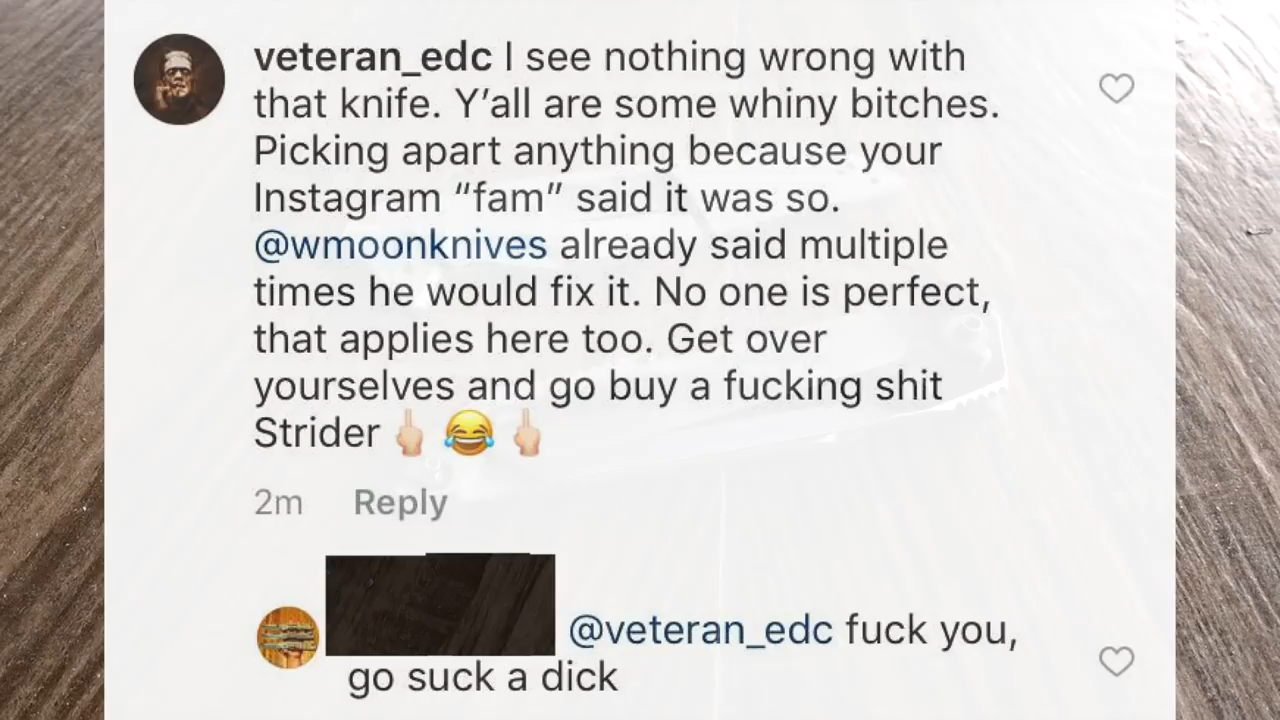 veteran_edc I see nothing wrong with
that knife. Y’all are some whiny bitches.
Picking apart anything because your
Instagram “fam” said it was so.
@wmoonknives already said multiple
times he would fix it. No one is perfect,
that applies here too. Get over
yourselves and go buy a fucking shit
Strider🖕🏻😂🖕🏻
2m Reply
@veteran_edc fuck you,
go suck a dick